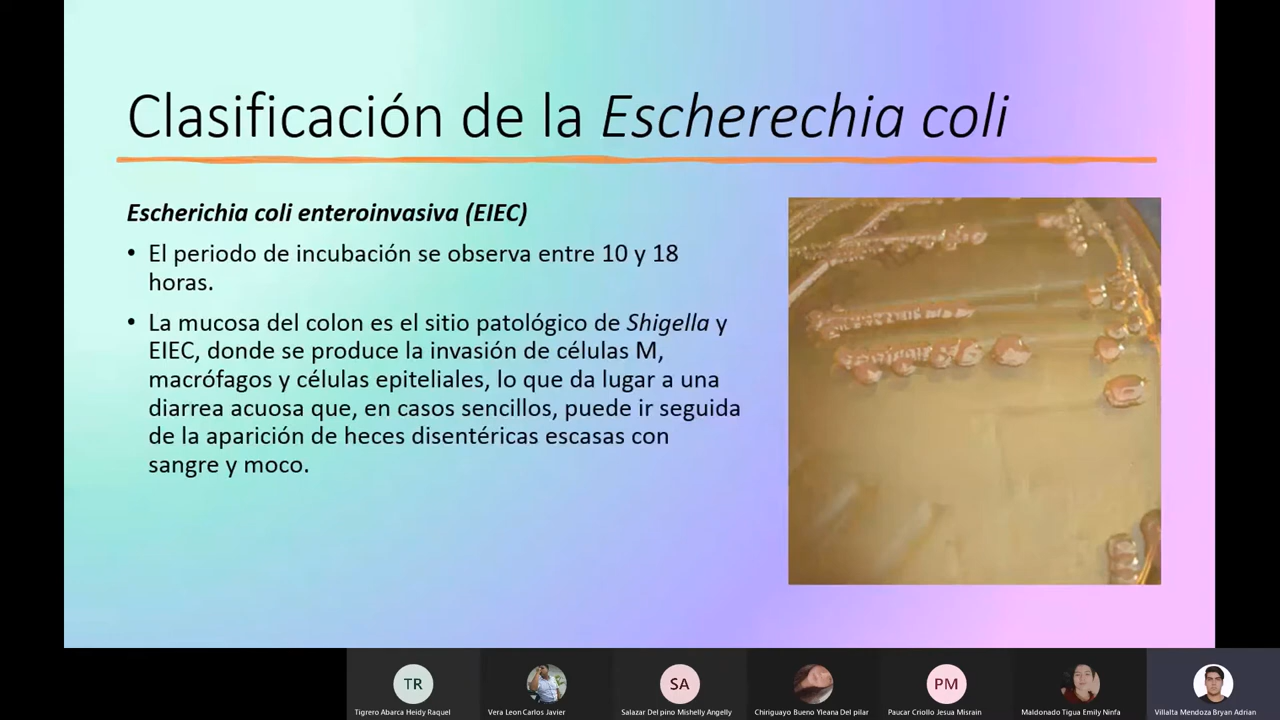 Clasificación de la Escherechia coli
Escherichia coli enteroinvasiva (EIEC)
• El periodo de incubación se observa entre 10 y 18
horas.
• La mucosa del colon es el sitio patológico de Shigella y
EIEC, donde se produce la invasión de células M,
macrófagos y células epiteliales, lo que da lugar a una
diarrea acuosa que, en casos sencillos, puede ir seguida
de la aparición de heces disentéricas escasas con
sangre y moco.
TR
SA
PM
Tigrero Abarca Heidy Raquel
Vera Leon Carlos Javier
Salazar Del pino Mishelly Angelly
Chiriguayo Bueno Yleana Del pilar
Paucar Criollo Jesua Misrain
Maldonado Tigua Emily Ninfa
Villalta Mendoza Bryan Adrian